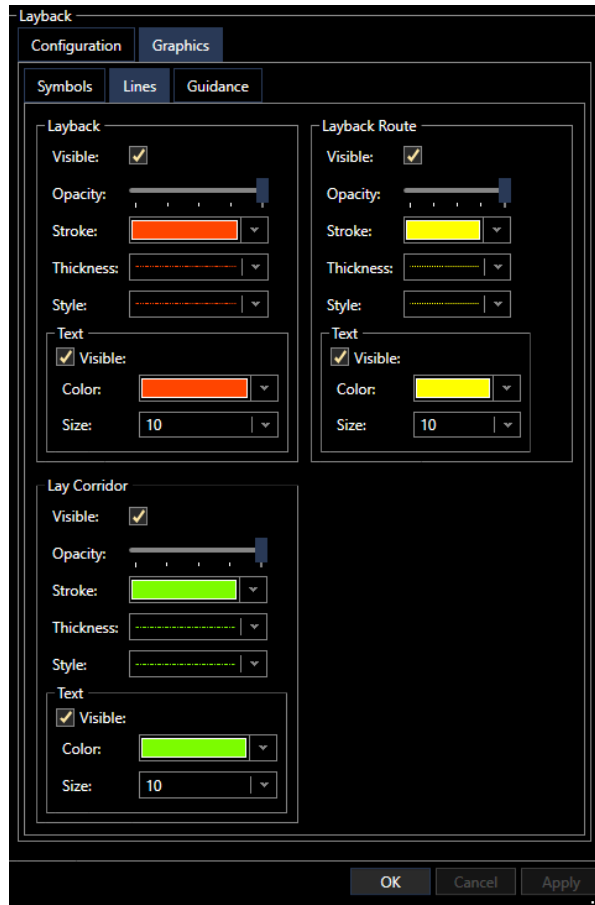 Layback
Configuration Graphics
Symbols Lines Guidance
Layback
Visible:
Opacity:
Stroke:
Thickness:
Style:
Text
Visible:
Color:
Size: 10
Layback Route
Visible:
Opacity:
Stroke:
Thickness:
Style:
Text
Visible:
Color:
Size: 10
Lay Corridor
Visible:
Opacity:
Stroke:
Thickness:
Style:
Text
Visible:
Color:
Size: 10
OK Cancel Apply